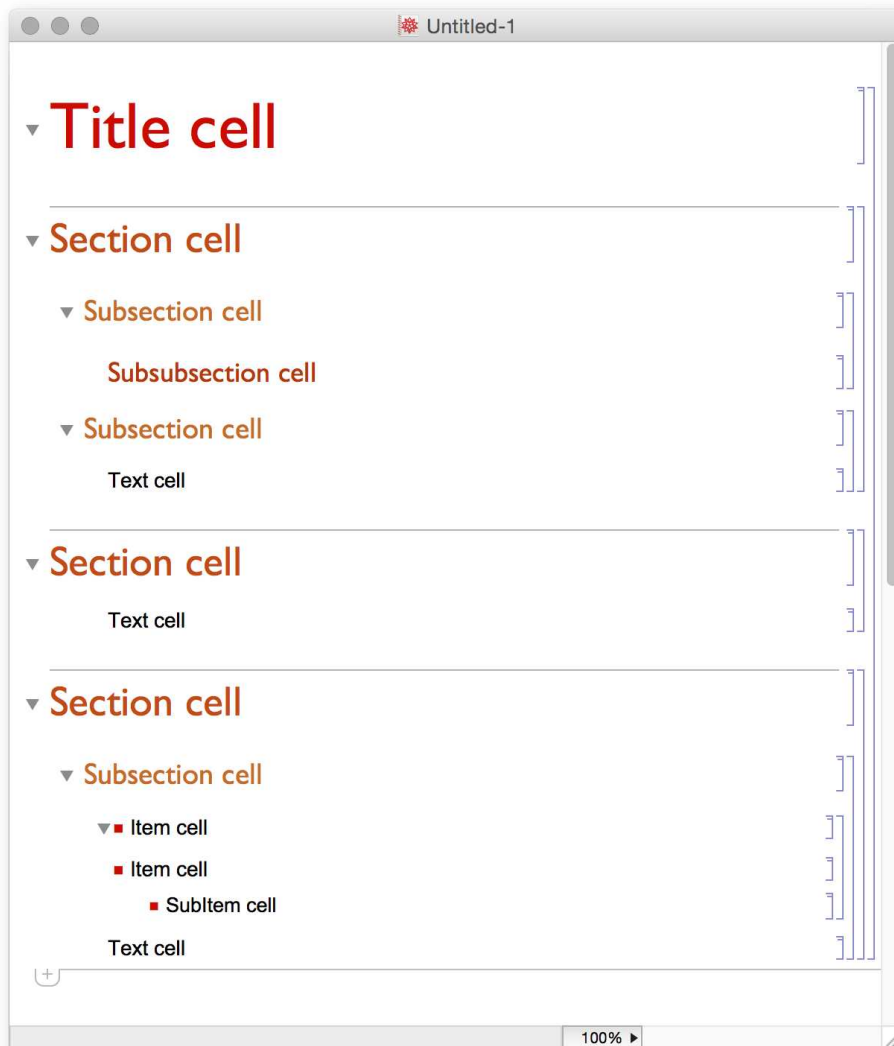 Untitled-1
Title cell
Section cell
Subsection cell
Subsubsection cell
Subsection cell
Text cell
Section cell
Text cell
Section cell
Subsection cell
Item cell
Item cell
SubItem cell
Text cell
100%